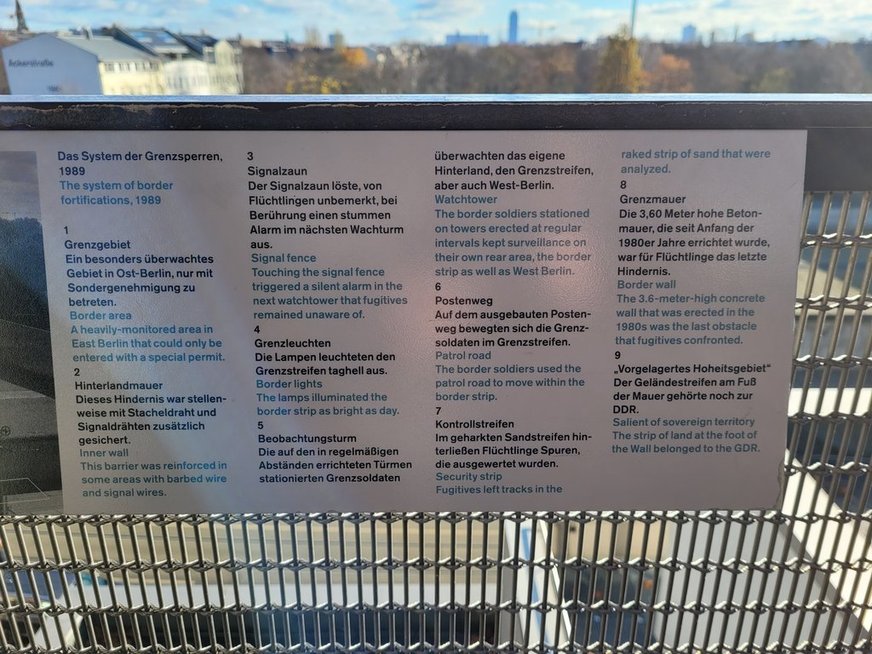 Ackerstraße
Das System der Grenzsperren,
1989
The system of border
fortifications, 1989
1
Grenzgebiet
Ein besonders überwachtes
Gebiet in Ost-Berlin, nur mit
Sondergenehmigung zu
betreten.
Border area
A heavily-monitored area in
East Berlin that could only be
entered with a special permit.
2
Hinterlandmauer
Dieses Hindernis war stellen-
weise mit Stacheldraht und
Signaldrähten zusätzlich
gesichert.
Inner wall
This barrier was reinforced in
some areas with barbed wire
and signal wires.
3
Signalzaun
Der Signalzaun löste, von
Flüchtlingen unbemerkt, bei
Berührung einen stummen
Alarm im nächsten Wachturm
aus.
Signal fence
Touching the signal fence
triggered a silent alarm in the
next watchtower that fugitives
remained unaware of.
4
Grenzleuchten
Die Lampen leuchteten den
Grenzstreifen taghell aus.
Border lights
The lamps illuminated the
border strip as bright as day.
5
Beobachtungsturm
Die auf den in regelmäßigen
Abständen errichteten Türmen
stationierten Grenzsoldaten
überwachten das eigene
Hinterland, den Grenzstreifen,
aber auch West-Berlin.
Watchtower
The border soldiers stationed
on towers erected at regular
intervals kept surveillance on
their own rear area, the border
strip as well as West Berlin.
6
Postenweg
Auf dem ausgebauten Posten-
weg bewegten sich die Grenz-
soldaten im Grenzstreifen.
Patrol road
The border soldiers used the
patrol road to move within the
border strip.
7
Kontrollstreifen
Im geharkten Sandstreifen hin-
terließen Flüchtlinge Spuren,
die ausgewertet wurden.
Security strip
Fugitives left tracks in the
raked strip of sand that were
analyzed.
8
Grenzmauer
Die 3,60 Meter hohe Beton-
mauer, die seit Anfang der
1980er Jahre errichtet wurde,
war für Flüchtlinge das letzte
Hindernis.
Border wall
The 3.6-meter-high concrete
wall that was erected in the
1980s was the last obstacle
that fugitives confronted.
9
„Vorgelagertes Hoheitsgebiet"
Der Geländestreifen am Fuß
der Mauer gehörte noch zur
DDR.
Salient of sovereign territory
The strip of land at the foot of
the Wall belonged to the GDR.